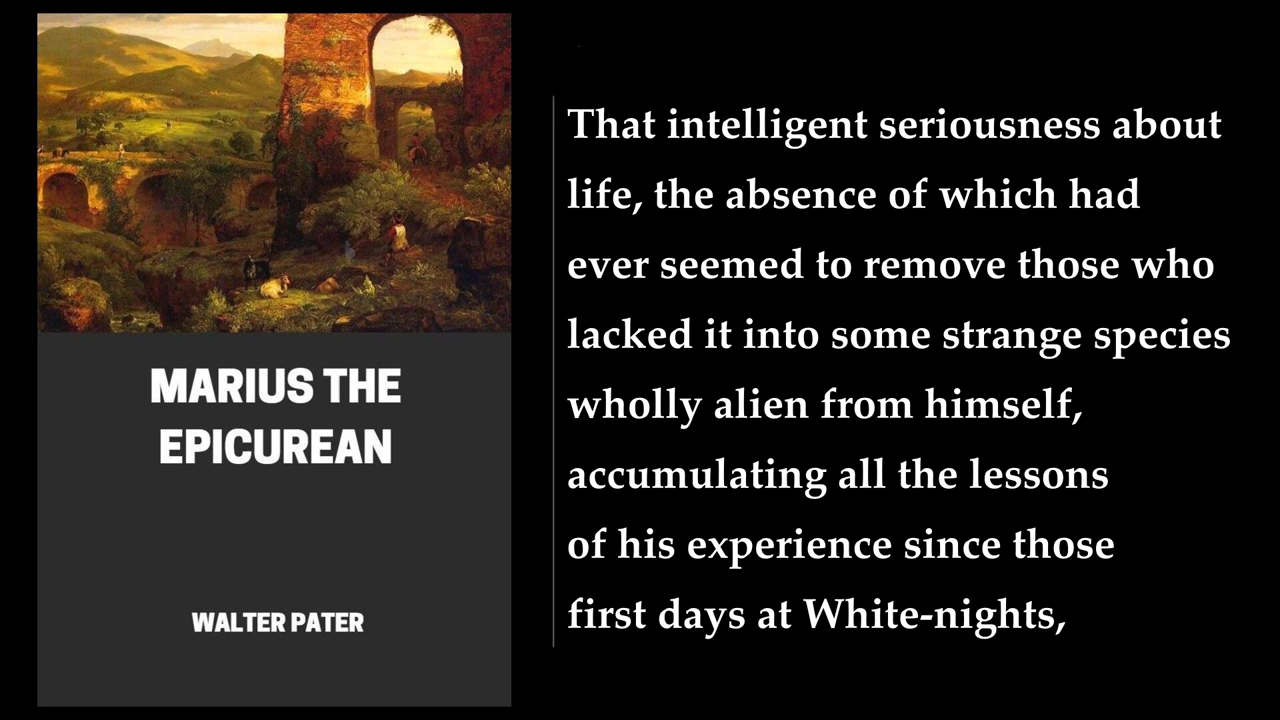 MARIUS THE
EPICUREAN
WALTER PATER
That intelligent seriousness about
life, the absence of which had
ever seemed to remove those who
lacked it into some strange species
wholly alien from himself,
accumulating all the lessons
of his experience since those
first days at White-nights,